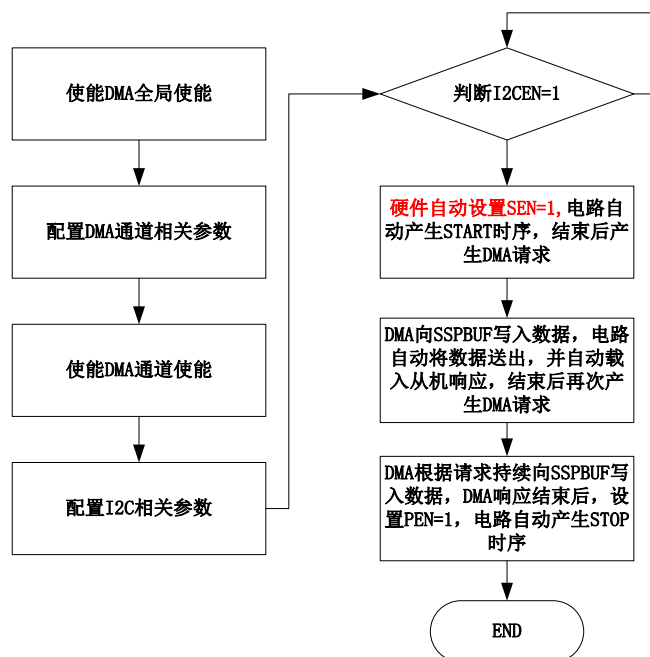 使能DMA全局使能
配置DMA通道相关参数
使能DMA通道使能
配置I2C相关参数
判断I2CEN=1
硬件自动设置SEN=1,电路自
动产生START时序，结束后产
生DMA请求
DMA向SSPBUF写入数据，电路
自动将数据送出，并自动载
入从机响应，结束后再次产
生DMA请求
DMA根据请求持续向SSPBUF写
入数据，DMA响应结束后，设
置PEN=1，电路自动产生STOP
时序
END